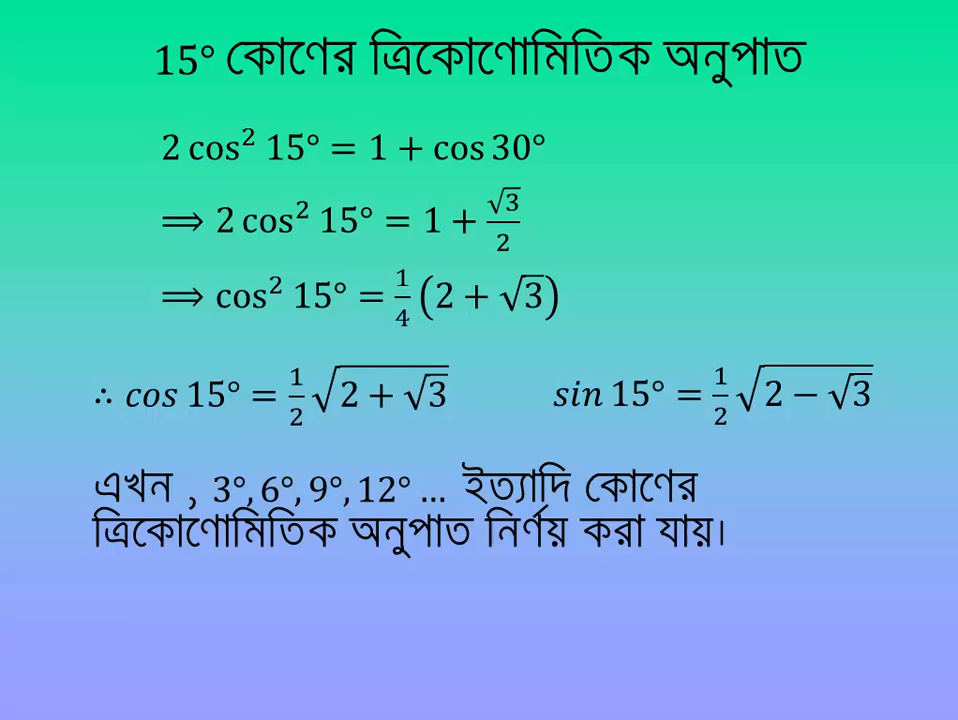 15° কোণের ত্রিকোণোমিতিক অনুপাত
2 cos² 15° = 1 + cos 30°
⟹ 2 cos² 15° = 1 + √3/2
⟹ cos² 15° = 1/4 (2 + √3)
∴ cos 15° = 1/2 √(2 + √3) sin 15° = 1/2 √(2 − √3)
এখন , 3°, 6°, 9°, 12° ... ইত্যাদি কোণের
ত্রিকোণোমিতিক অনুপাত নির্ণয় করা যায়।